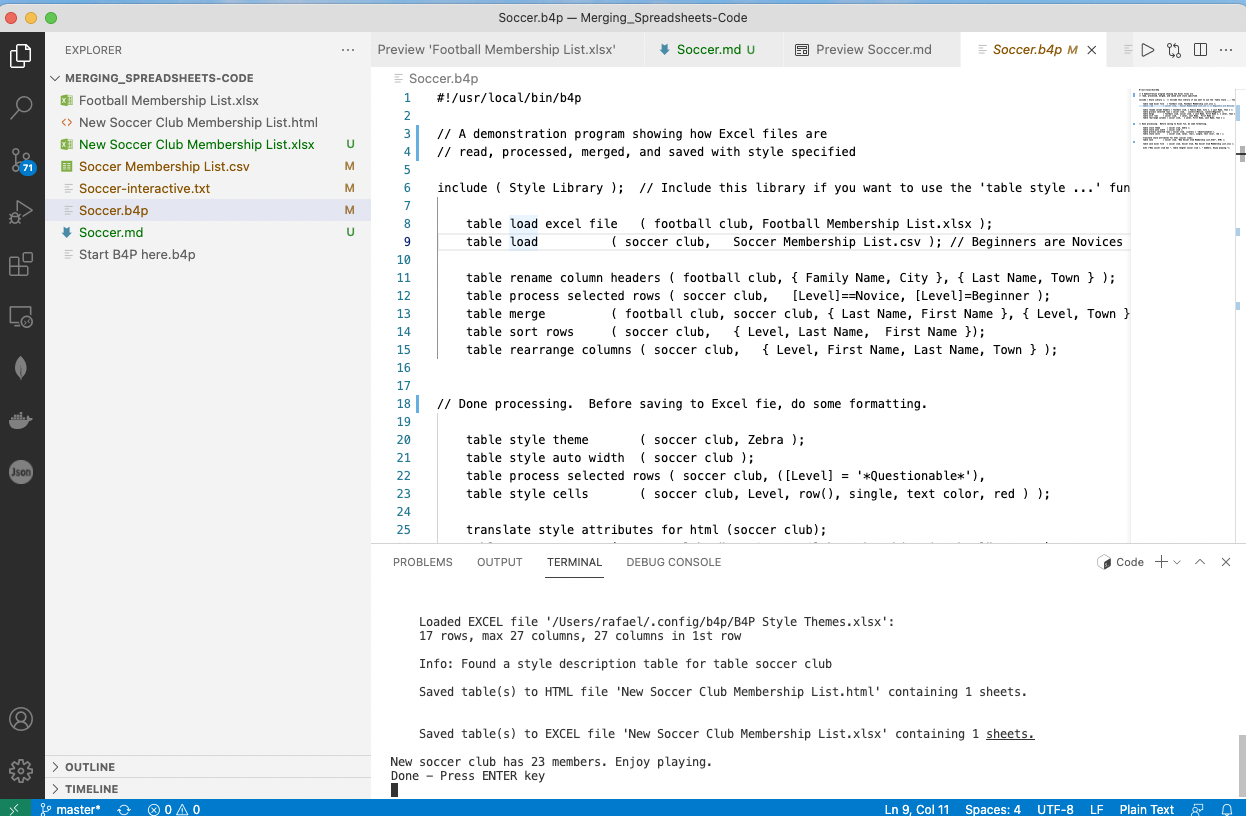 Soccer.b4p — Merging_Spreadsheets-Code
EXPLORER
MERGING_SPREADSHEETS-CODE
Football Membership List.xlsx
New Soccer Club Membership List.html
New Soccer Club Membership List.xlsx U
Soccer Membership List.csv M
Soccer-interactive.txt M
Soccer.b4p M
Soccer.md U
Start B4P here.b4p
71
Json
OUTLINE
TIMELINE
Preview 'Football Membership List.xlsx'
Soccer.md U
Preview Soccer.md
Soccer.b4p M
Soccer.b4p
1 #!/usr/local/bin/b4p
2
3 // A demonstration program showing how Excel files are
4 // read, processed, merged, and saved with style specified
5
6 include ( Style Library );  // Include this library if you want to use the 'table style ...' fun
7
8 table load excel file   ( football club, Football Membership List.xlsx );
9 table load          ( soccer club,   Soccer Membership List.csv ); // Beginners are Novices
10
11 table rename column headers ( football club, { Family Name, City }, { Last Name, Town } );
12 table process selected rows ( soccer club,   [Level]==Novice, [Level]=Beginner );
13 table merge         ( football club, soccer club, { Last Name, First Name }, { Level, Town }
14 table sort rows     ( soccer club,   { Level, Last Name,  First Name });
15 table rearrange columns ( soccer club,   { Level, First Name, Last Name, Town } );
16
17
18 // Done processing.  Before saving to Excel fie, do some formatting.
19
20 table style theme       ( soccer club, Zebra );
21 table style auto width  ( soccer club );
22 table process selected rows ( soccer club, ([Level] = '*Questionable*'),
23 table style cells       ( soccer club, Level, row(), single, text color, red ) );
24
25 translate style attributes for html (soccer club);
PROBLEMS OUTPUT TERMINAL DEBUG CONSOLE
Code
Loaded EXCEL file '/Users/rafael/.config/b4p/B4P Style Themes.xlsx':
17 rows, max 27 columns, 27 columns in 1st row
Info: Found a style description table for table soccer club
Saved table(s) to HTML file 'New Soccer Club Membership List.html' containing 1 sheets.
Saved table(s) to EXCEL file 'New Soccer Club Membership List.xlsx' containing 1 sheets.
New soccer club has 23 members. Enjoy playing.
Done - Press ENTER key
master* 0 0 Ln 9, Col 11 Spaces: 4 UTF-8 LF Plain Text